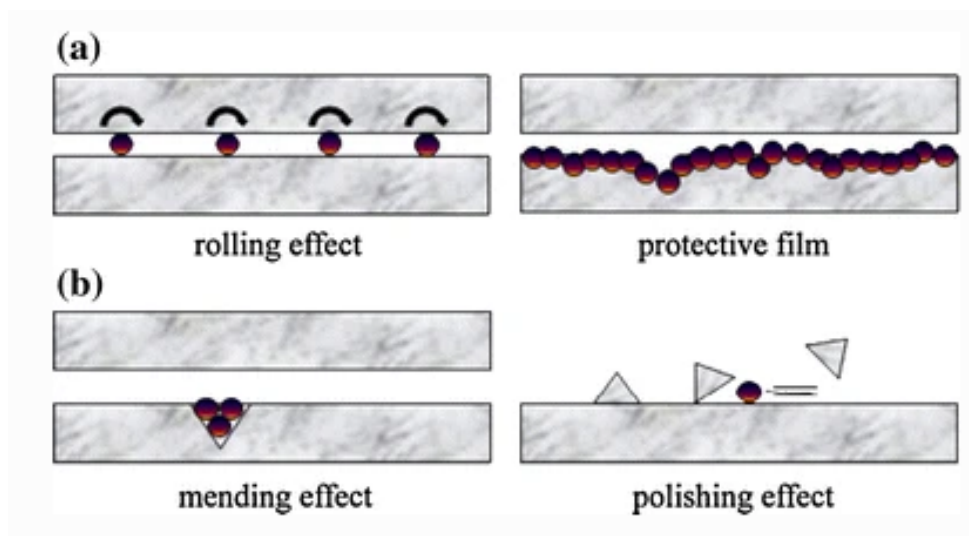 (a)
rolling effect
protective film
(b)
mending effect
polishing effect